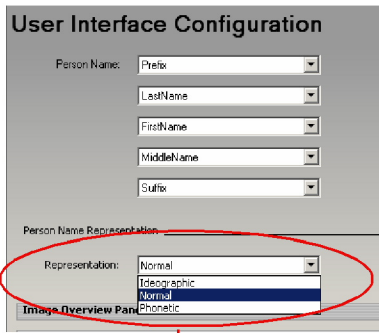 User Interface Configuration
Person Name: Prefix
LastName
FirstName
MiddleName
Suffix
Person Name Representation
Representation: Normal
Ideographic
Normal
Phonetic
Image Overview Pan